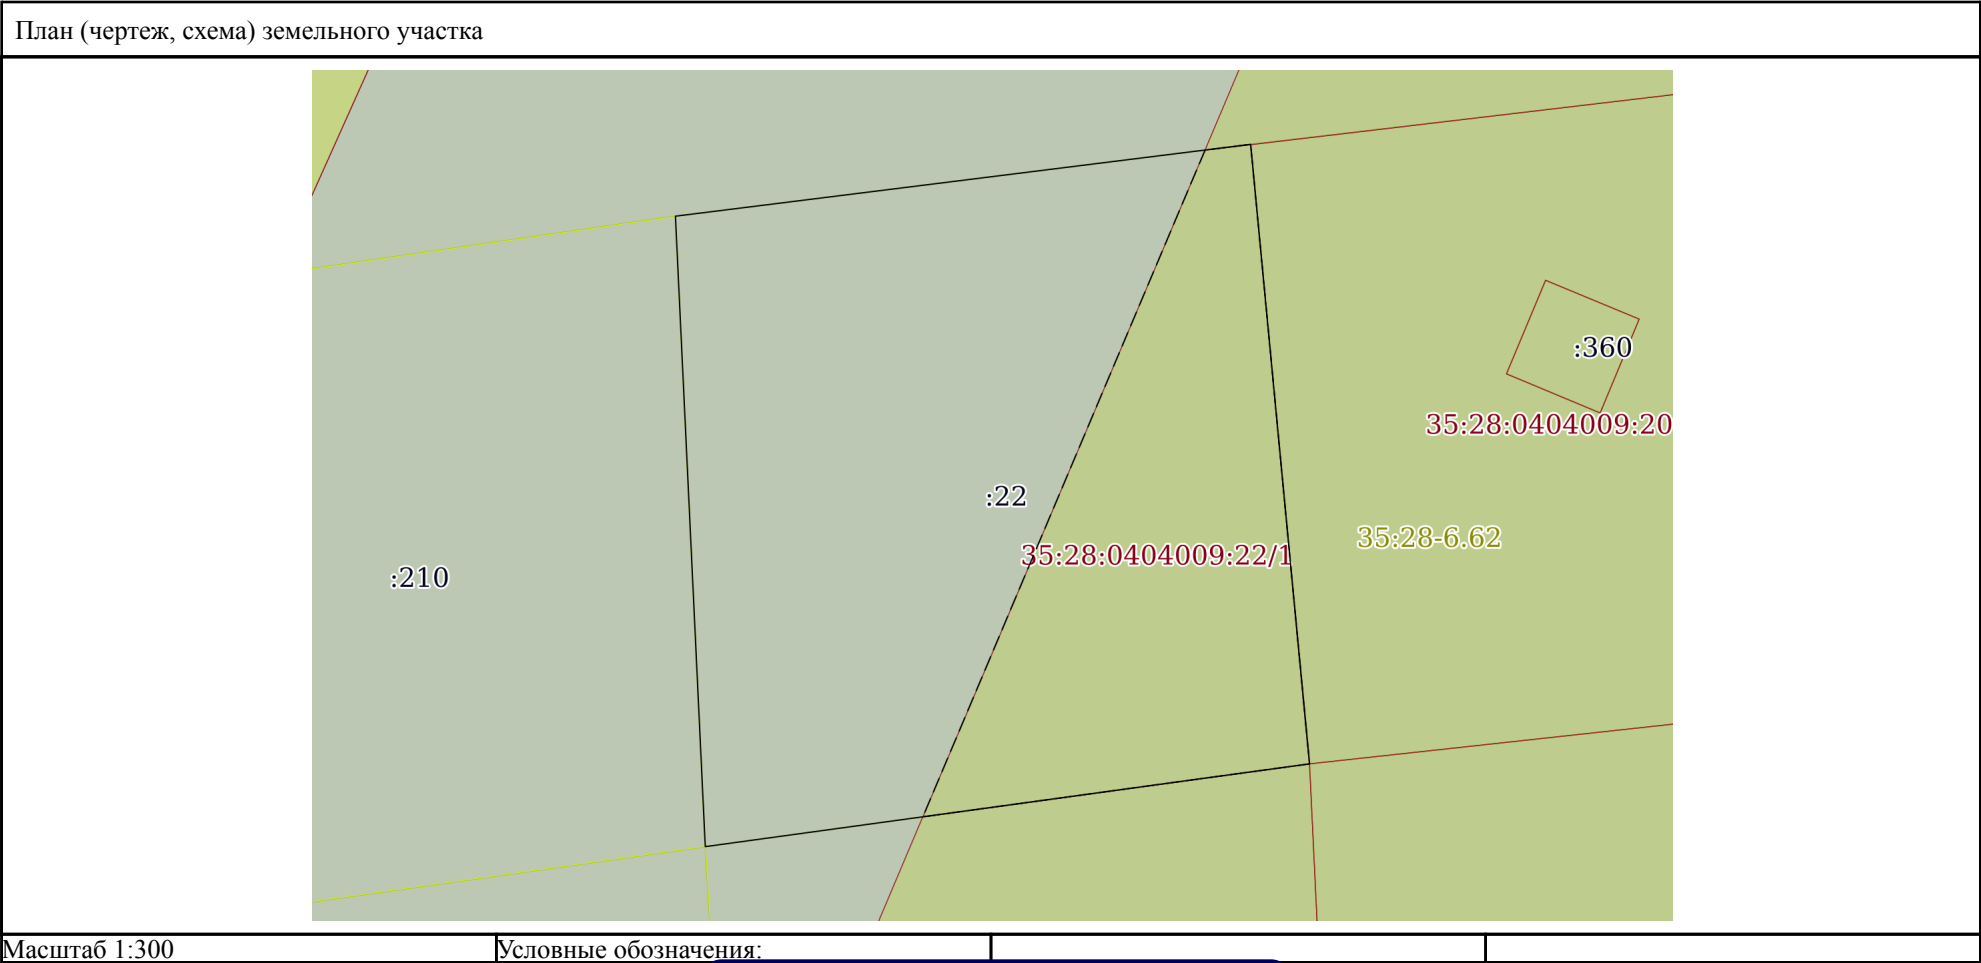 План (чертеж, схема) земельного участка
:360
35:28:0404009:20
:22
35:28-6.62
35:28:0404009:22/1
:210
Масштаб 1:300
Условные обозначения: